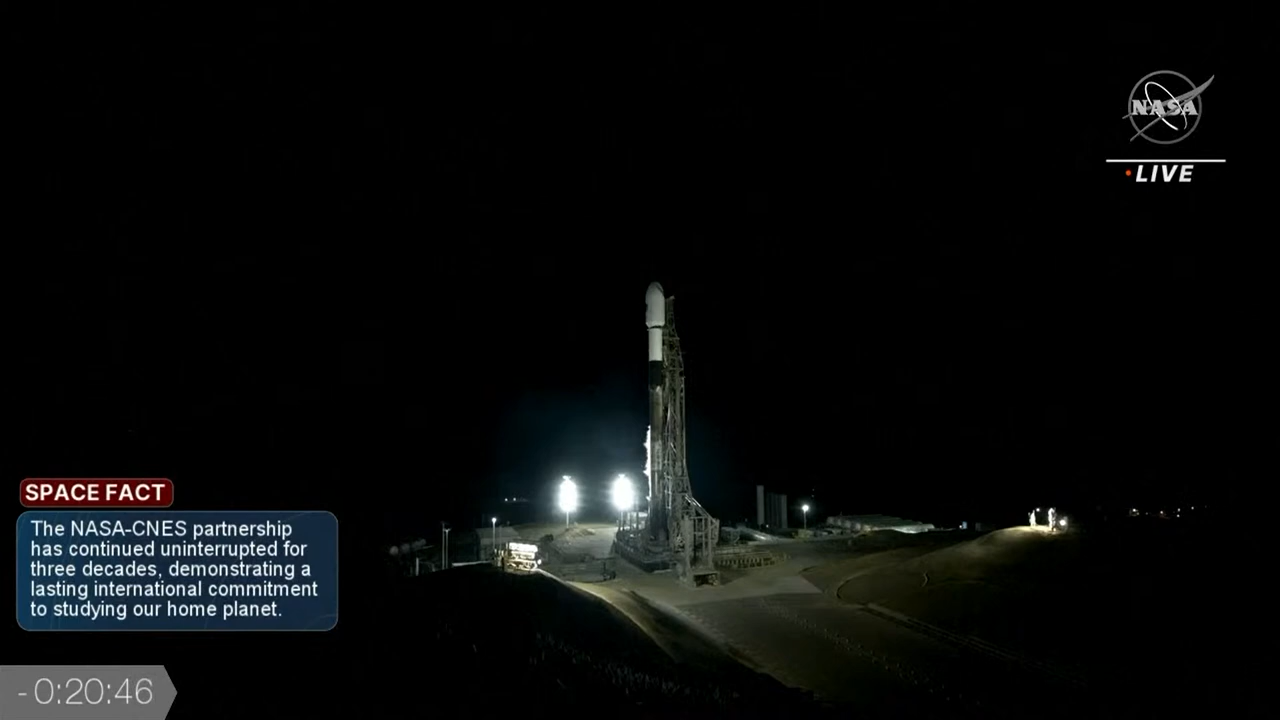 NASA
LIVE
SPACE FACT
The NASA-CNES partnership
has continued uninterrupted for
three decades, demonstrating a
lasting international commitment
to studying our home planet.
-0:20:46